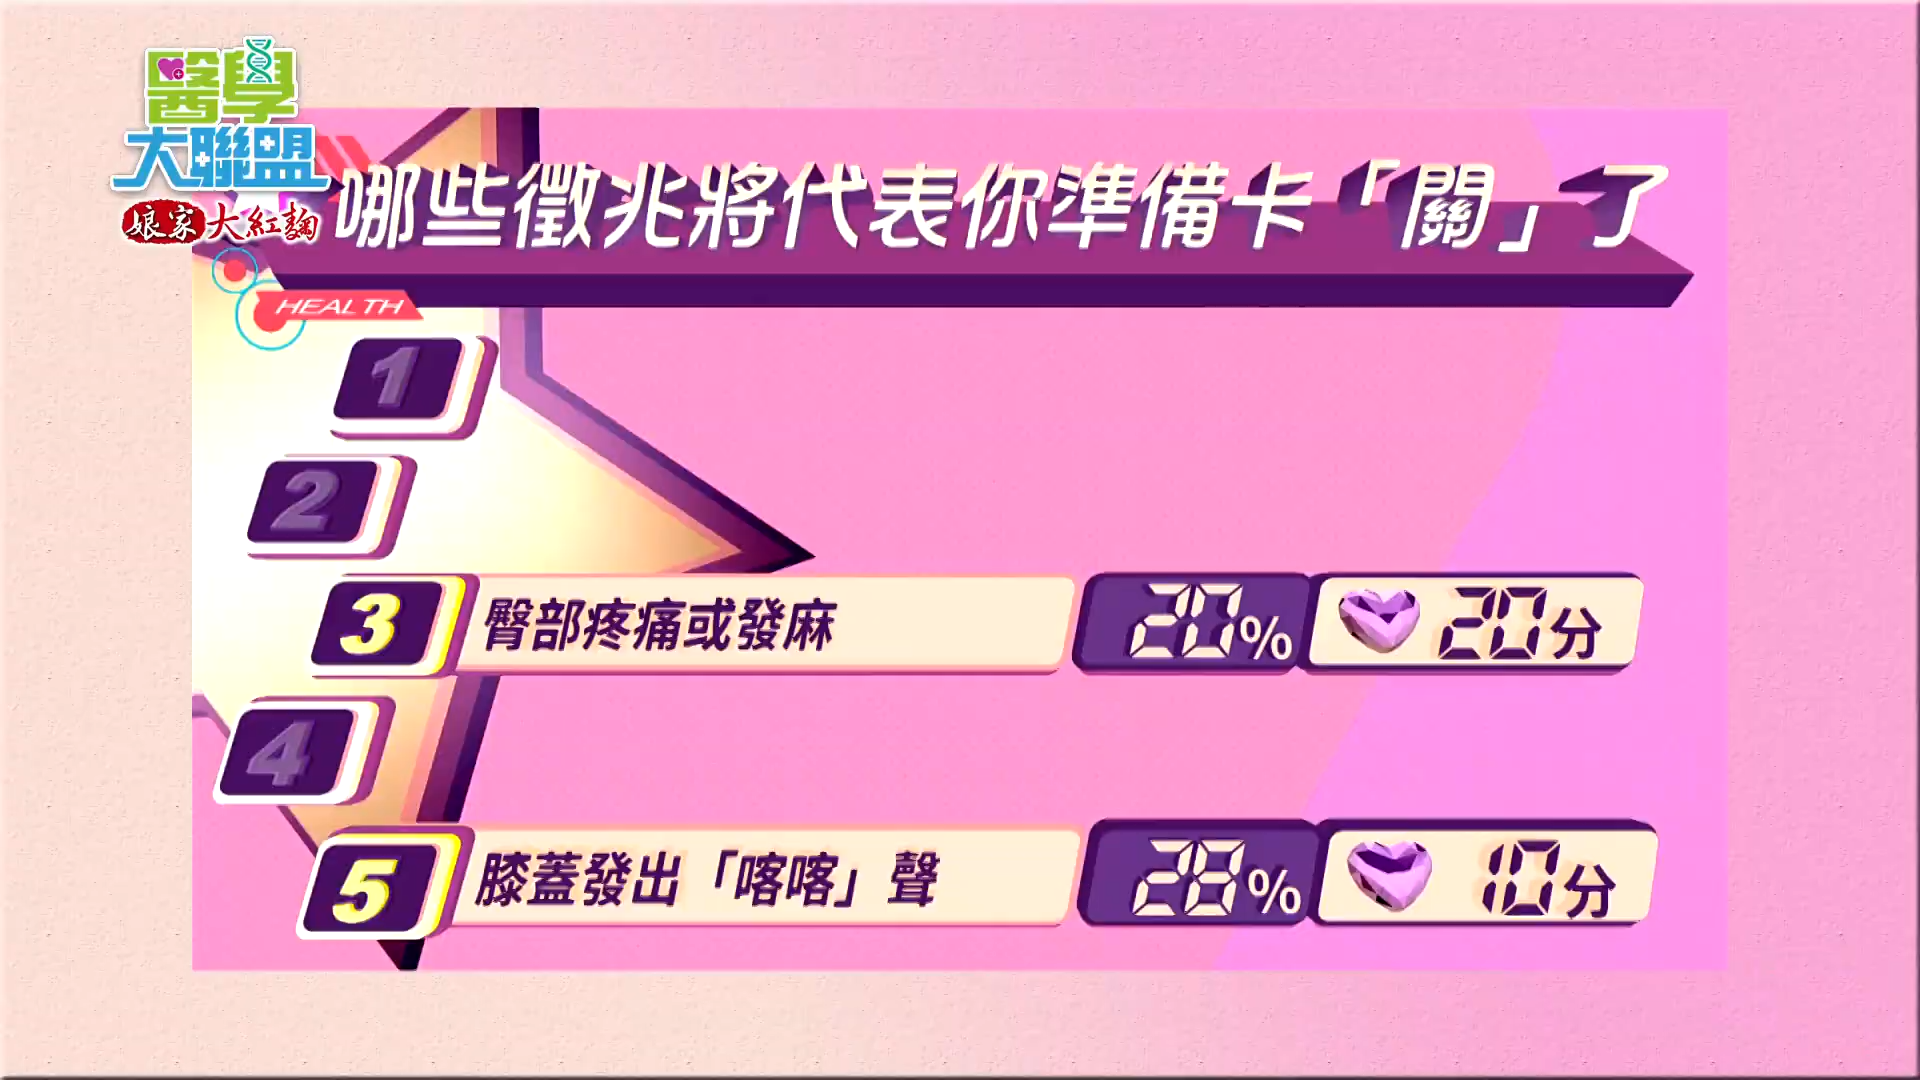 醫學
大聯盟
娘家大紅麴
哪些徵兆將代表你準備卡「關」了
HEALTH
1
2
3 臀部疼痛或發麻 20% 20分
4
5 膝蓋發出「喀喀」聲 28% 10分